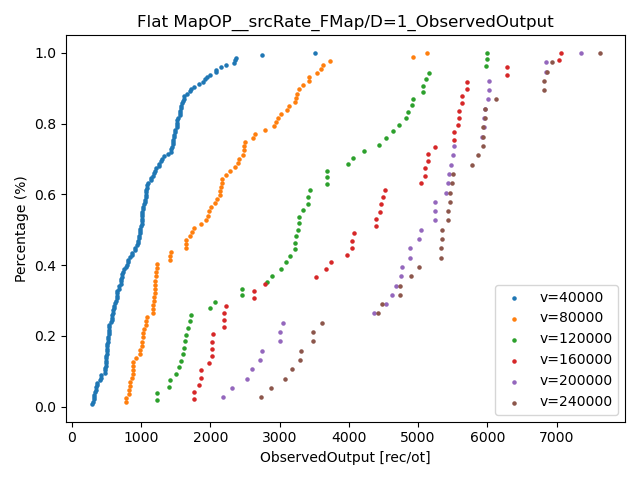 Flat MapOP__srcRate_FMap/D=1_ObservedOutput
1.0
0.8
0.6
0.4
0.2
0.0
Percentage (%)
v=40000
v=80000
v=120000
v=160000
v=200000
v=240000
0 1000 2000 3000 4000 5000 6000 7000
ObservedOutput [rec/ot]